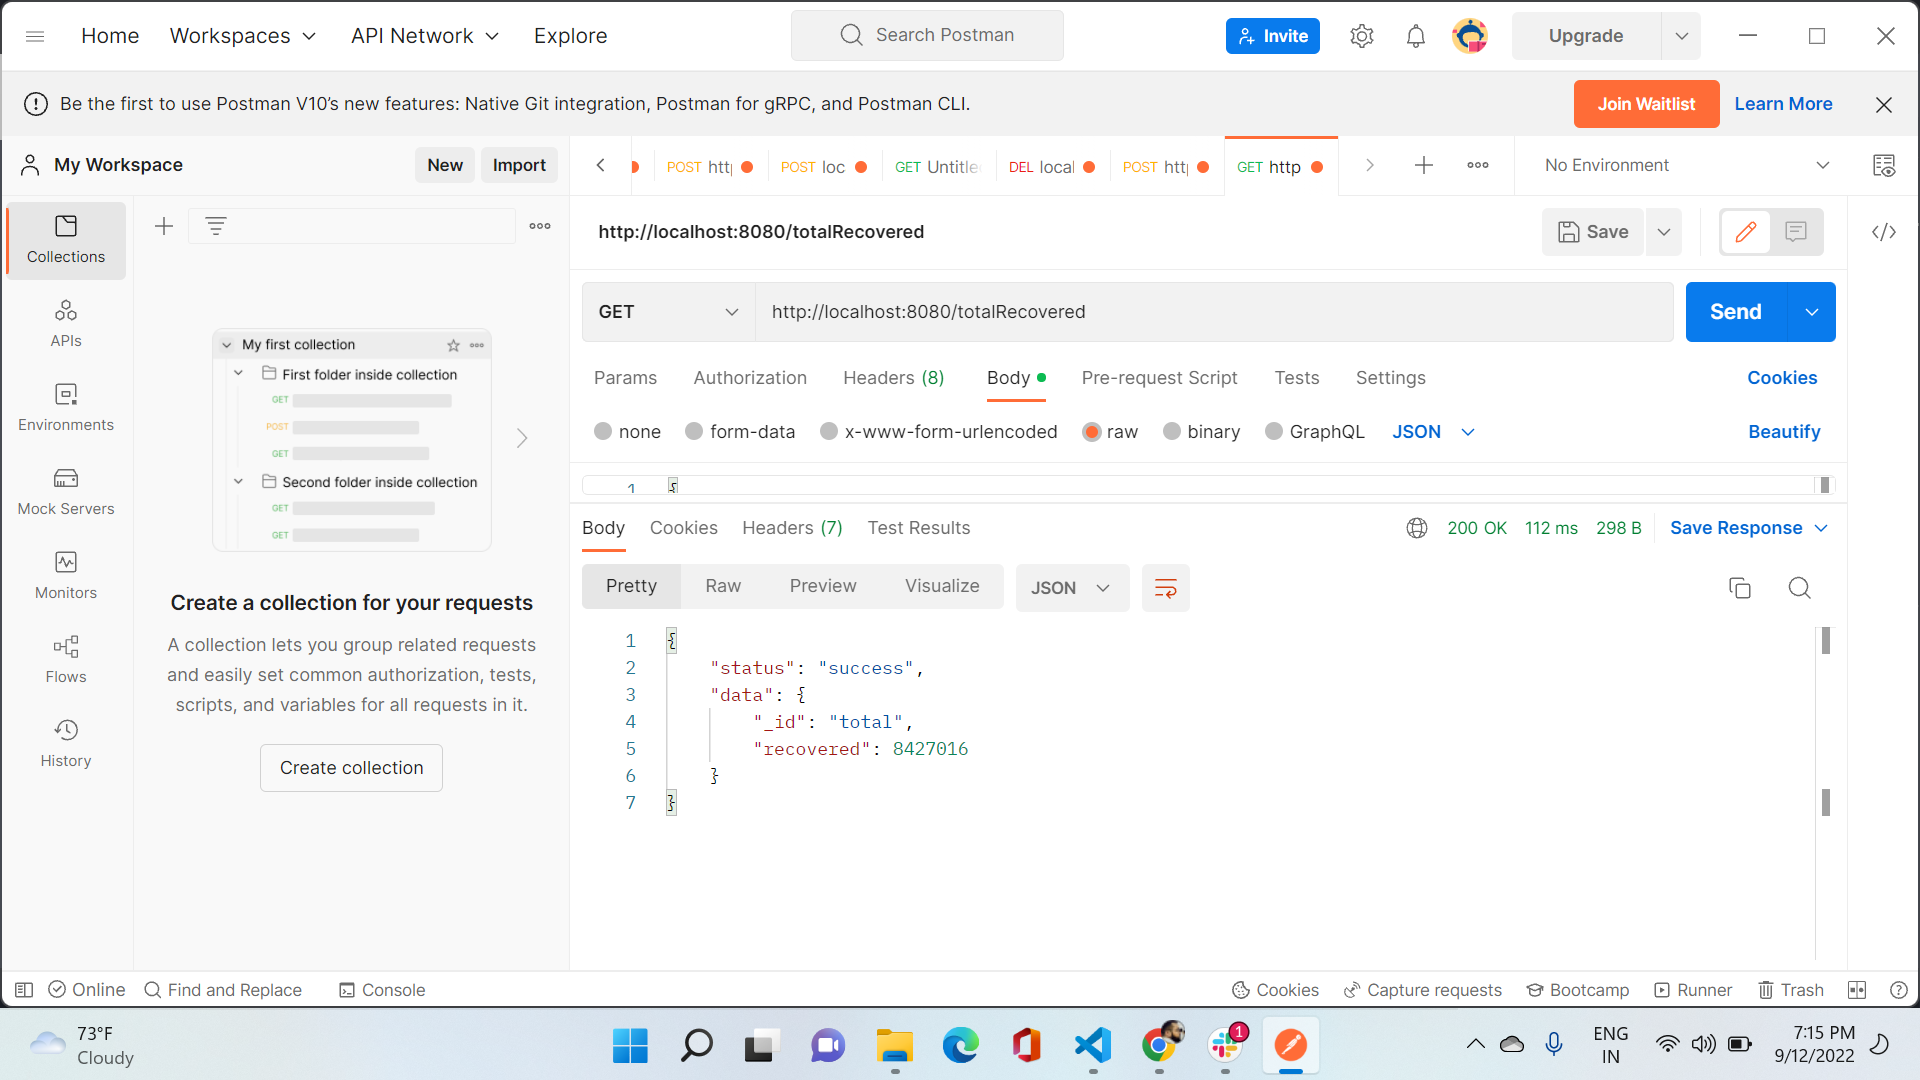 Home Workspaces API Network Explore Search Postman Invite Upgrade
Be the first to use Postman V10's new features: Native Git integration, Postman for gRPC, and Postman CLI. Join Waitlist Learn More
My Workspace New Import POST htt POST loc GET Untitle DEL local POST htt GET http No Environment
http://localhost:8080/totalRecovered Save
Collections
APIs
Environments
Mock Servers
Monitors
Flows
History
My first collection
First folder inside collection
GET
POST
GET
Second folder inside collection
GET
GET
Create a collection for your requests
A collection lets you group related requests
and easily set common authorization, tests,
scripts, and variables for all requests in it.
Create collection
GET http://localhost:8080/totalRecovered Send
Params Authorization Headers (8) Body Pre-request Script Tests Settings Cookies
none form-data x-www-form-urlencoded raw binary GraphQL JSON Beautify
1 {
Body Cookies Headers (7) Test Results 200 OK 112 ms 298 B Save Response
Pretty Raw Preview Visualize JSON
1 {
2 "status": "success",
3 "data": {
4 "_id": "total",
5 "recovered": 8427016
6 }
7 }
Online Find and Replace Console Cookies Capture requests Bootcamp Runner Trash
73°F
Cloudy
1
ENG
IN
7:15 PM
9/12/2022